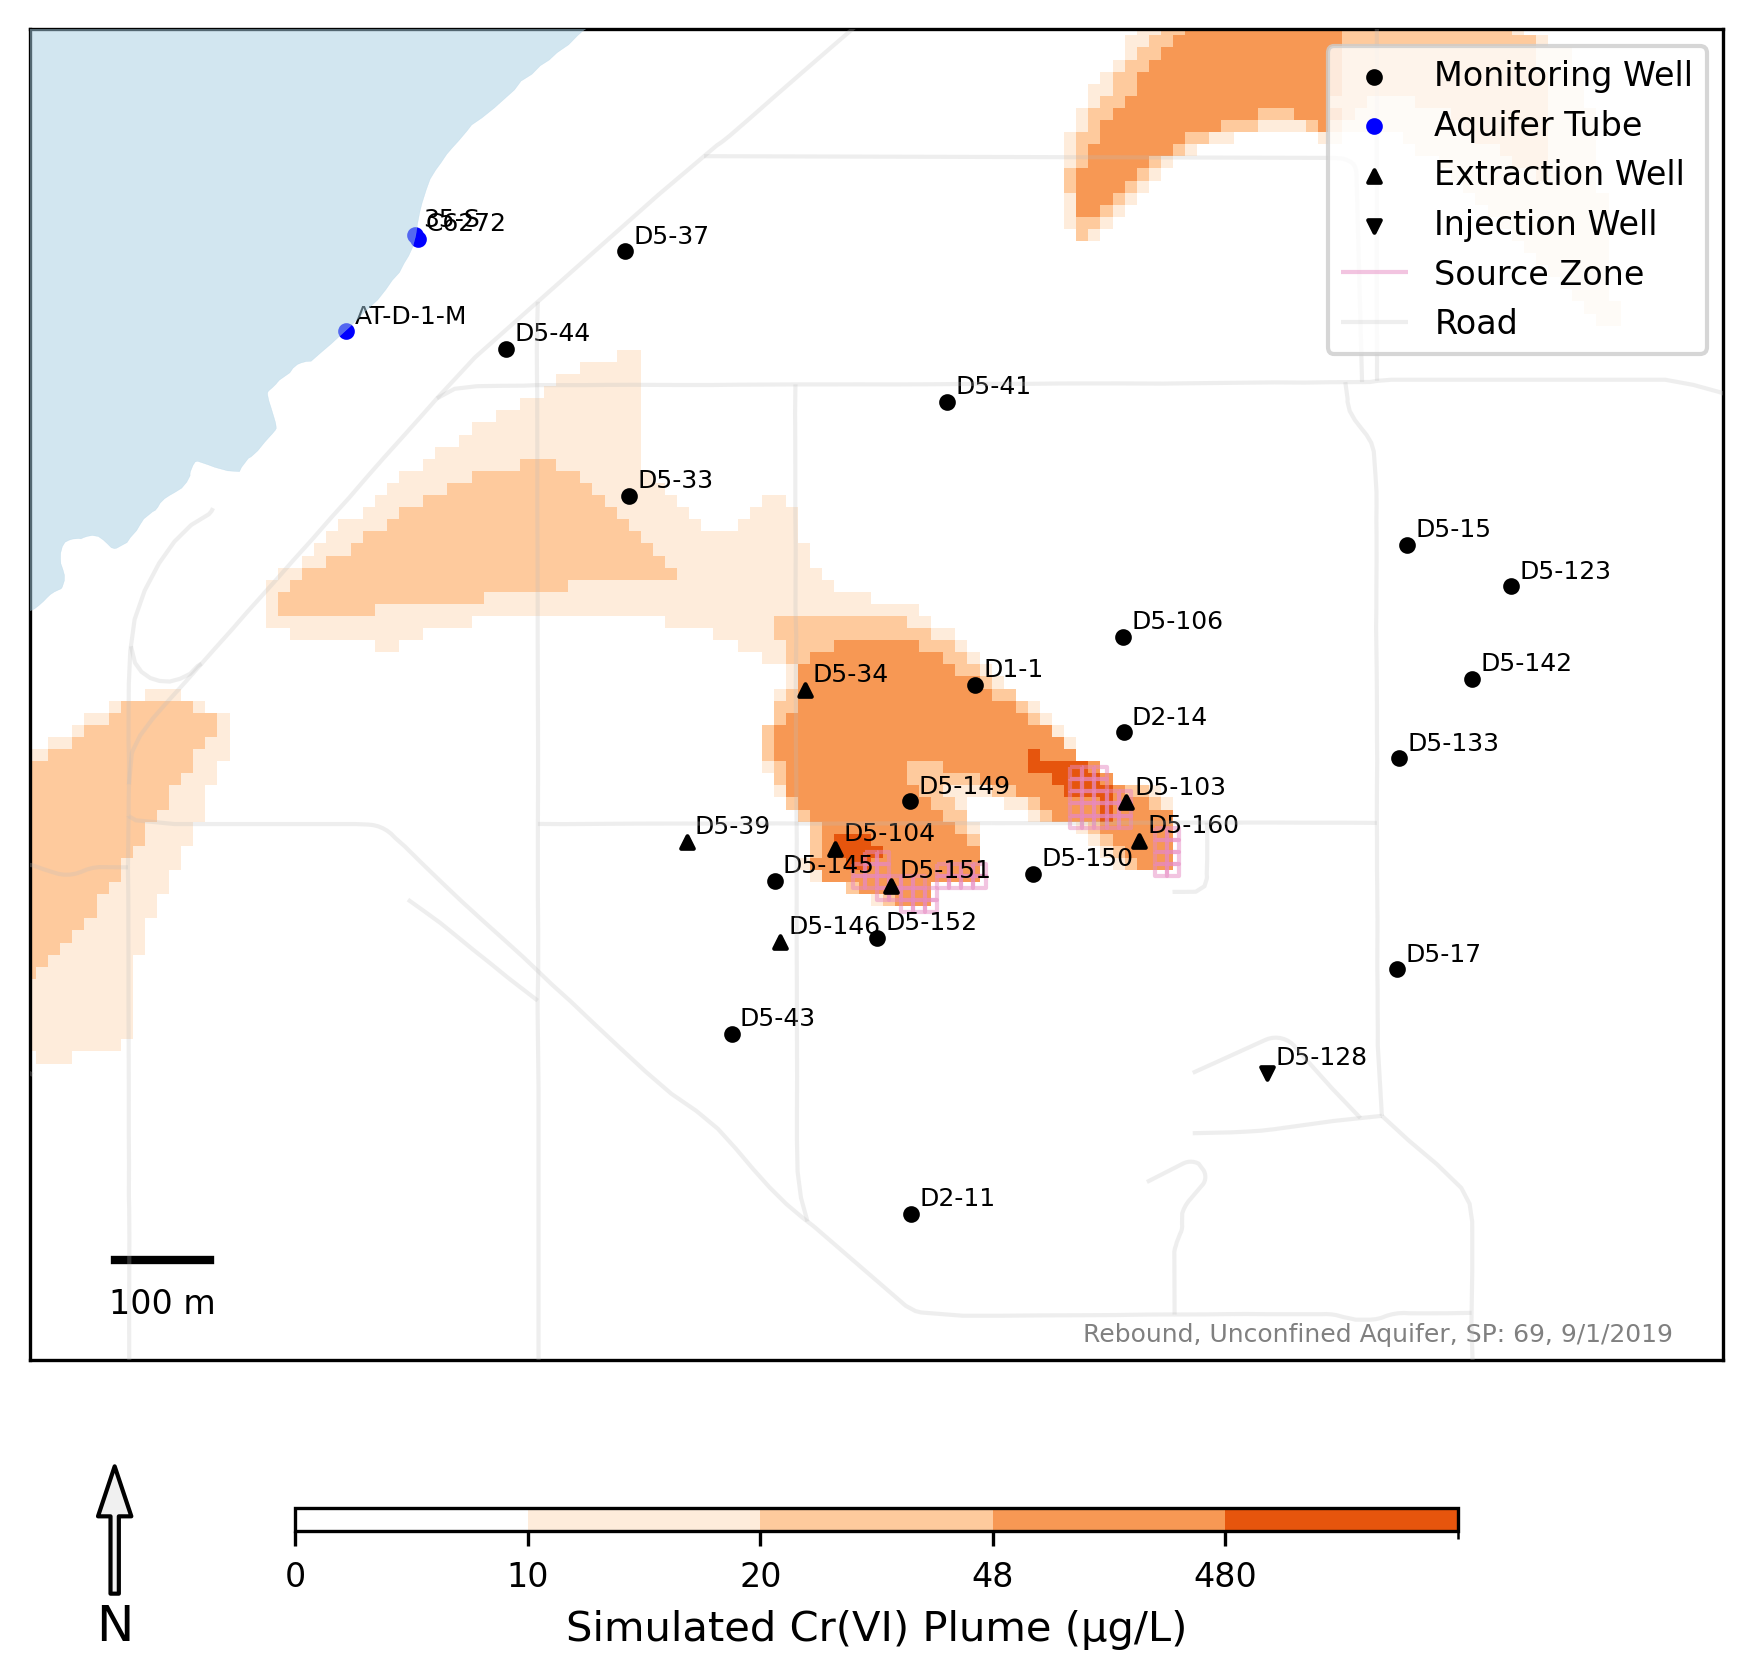 Monitoring Well
Aquifer Tube
Extraction Well
Injection Well
Source Zone
Road
35-S
C6272
D5-37
AT-D-1-M
D5-44
D5-41
D5-33
D5-15
D5-123
D5-106
D5-142
D1-1
D5-34
D2-14
D5-133
D5-149
D5-103
D5-160
D5-39
D5-104
D5-150
D5-145
D5-151
D5-146
D5-152
D5-17
D5-43
D5-128
D2-11
100 m
Rebound, Unconfined Aquifer, SP: 69, 9/1/2019
0 10 20 48 480
Simulated Cr(VI) Plume (µg/L)
N